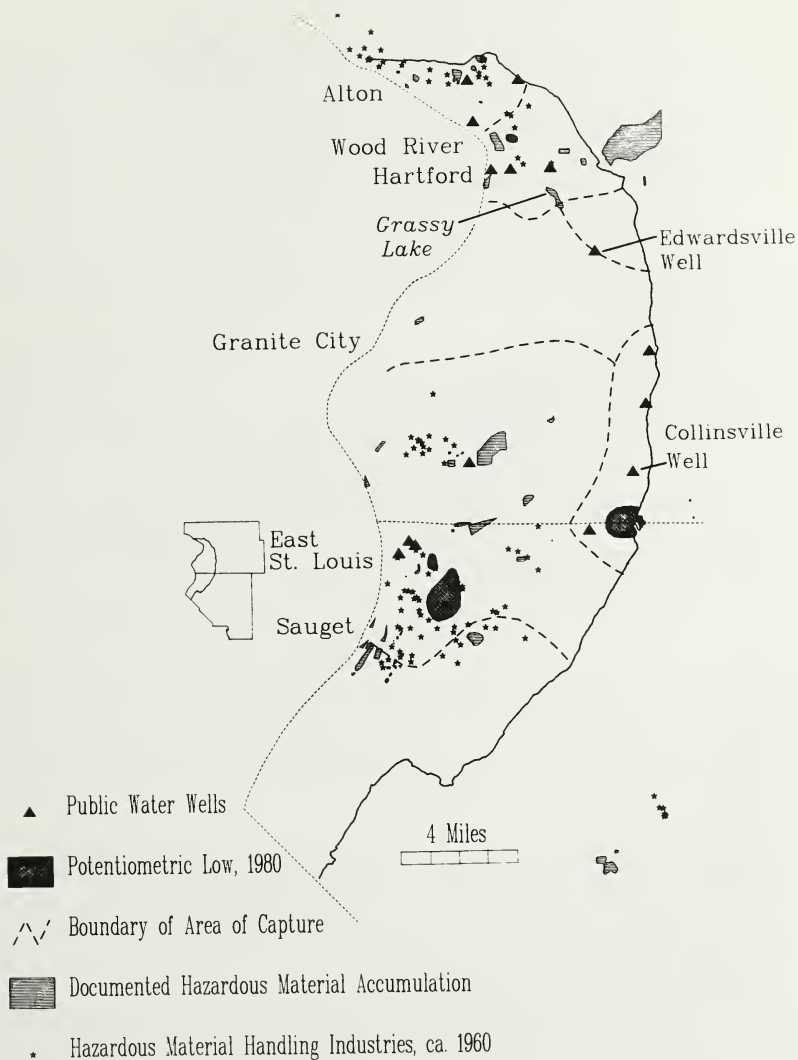 Alton
Wood River
Hartford
Grassy
Lake
Edwardsville
Well
Granite City
Collinsville
Well
East
St. Louis
Sauget
4 Miles
Public Water Wells
Potentiometric Low, 1980
Boundary of Area of Capture
Documented Hazardous Material Accumulation
Hazardous Material Handling Industries, ca. 1960